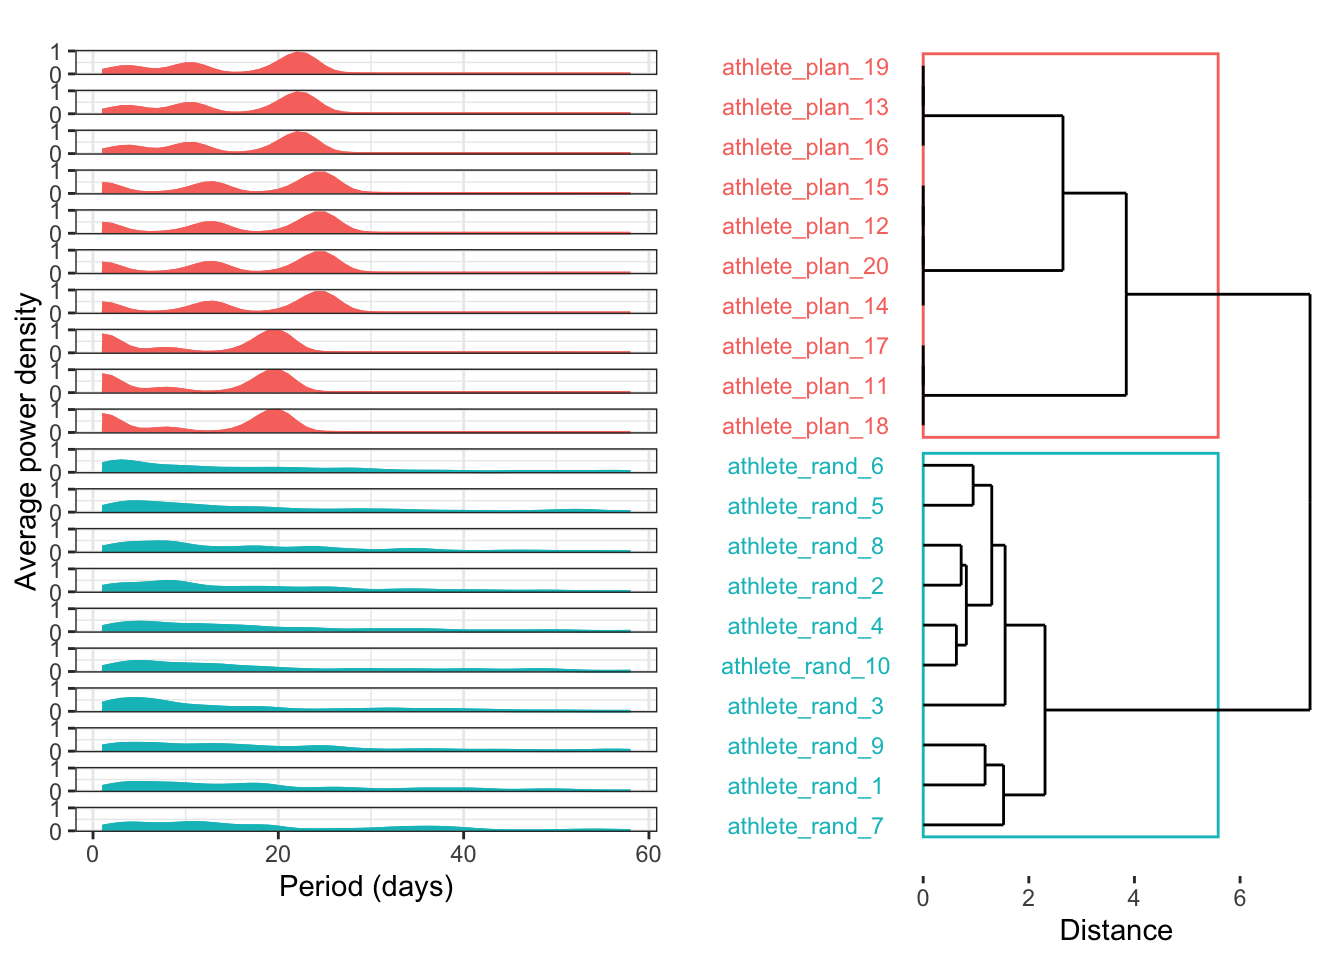 Average power density
1
0
1
0
1
0
1
0
1
0
1
0
1
0
1
0
1
0
1
0
1
0
1
0
1
0
1
0
1
0
1
0
1
0
1
0
1
0
1
0
0 20 40 60
Period (days)
athlete_plan_19
athlete_plan_13
athlete_plan_16
athlete_plan_15
athlete_plan_12
athlete_plan_20
athlete_plan_14
athlete_plan_17
athlete_plan_11
athlete_plan_18
athlete_rand_6
athlete_rand_5
athlete_rand_8
athlete_rand_2
athlete_rand_4
athlete_rand_10
athlete_rand_3
athlete_rand_9
athlete_rand_1
athlete_rand_7
0 2 4 6
Distance